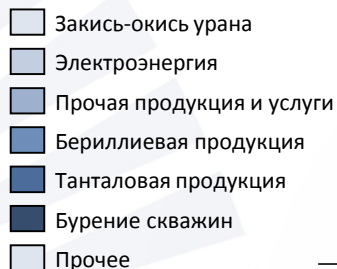 Закись-окись урана
Электроэнергия
Прочая продукция и услуги
Бериллиевая продукция
Танталовая продукция
Бурение скважин
Прочее